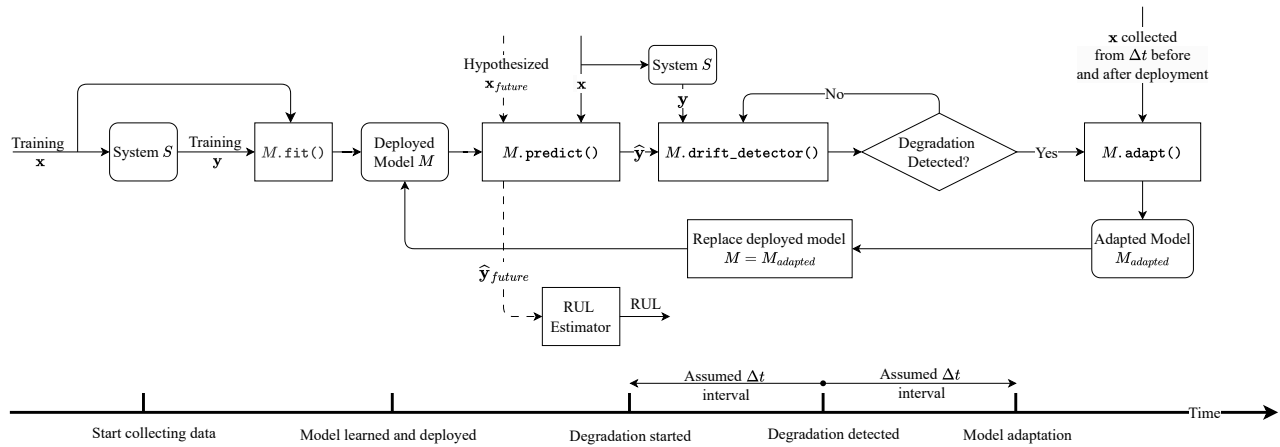 x collected
from Δt before
and after deployment
Hypothesized
x_future
x
System S
y
No
Training
x
System S
Training
y
M.fit()
Deployed
Model M
M.predict()
ŷ
M.drift_detector()
Degradation
Detected?
Yes
M.adapt()
Replace deployed model
M = M_adapted
Adapted Model
M_adapted
ŷ_future
RUL
Estimator
RUL
Assumed Δt
interval
Assumed Δt
interval
Time
Start collecting data
Model learned and deployed
Degradation started
Degradation detected
Model adaptation